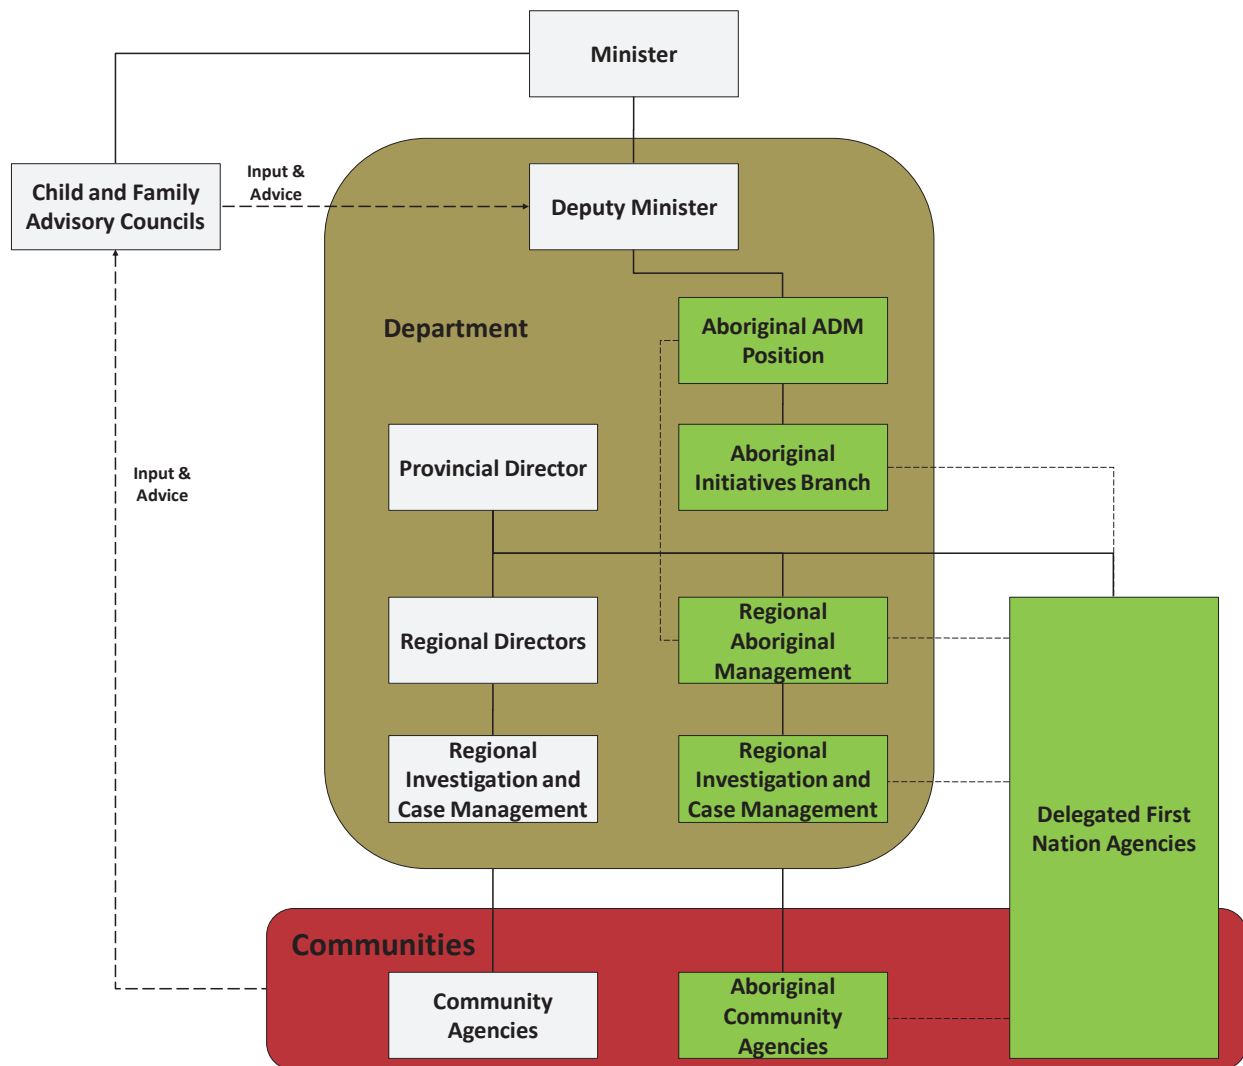 Minister
Input &
Advice
Child and Family
Advisory Councils
Deputy Minister
Department
Aboriginal ADM
Position
Provincial Director
Aboriginal
Initiatives Branch
Input &
Advice
Regional Directors
Regional
Aboriginal
Management
Regional
Investigation and
Case Management
Regional
Investigation and
Case Management
Delegated First
Nation Agencies
Communities
Community
Agencies
Aboriginal
Community
Agencies